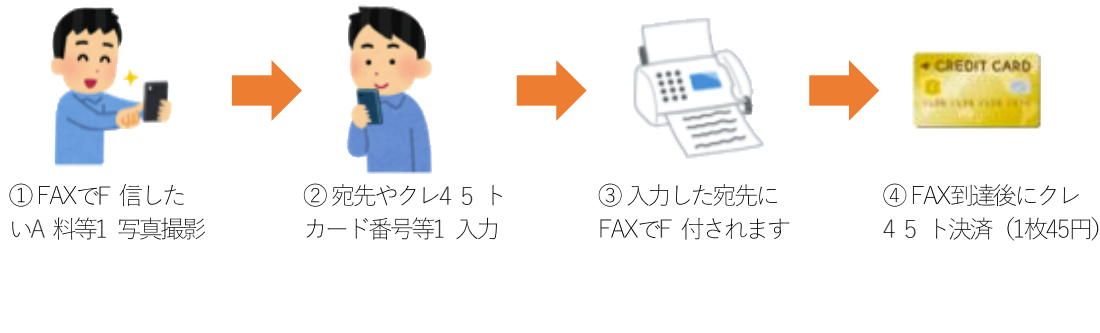 ① FAXでF 信した
いA 料等1 写真撮影
② 宛先やクレ4 5 ト
カード番号等1 入力
③ 入力した宛先に
FAXでF 付されます
CREDIT CARD
④ FAX到達後にクレ
4 5 ト決済（1枚45円）